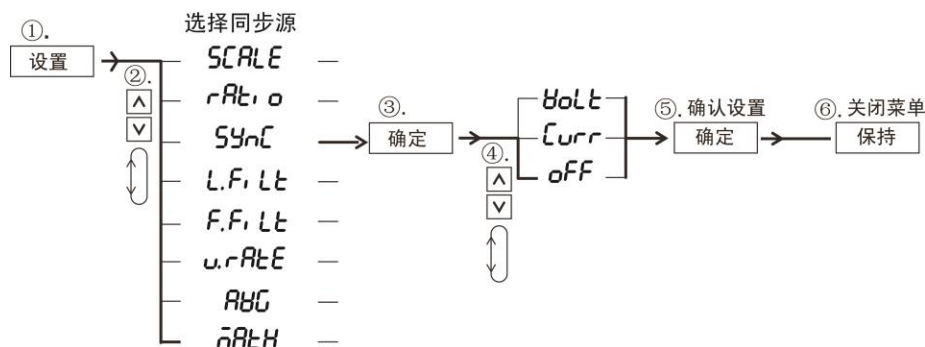 选择同步源
①.
设置
②.
SCALE
rAtio
SYnC
L.FiLt
F.FiLt
u.rAtE
AVG
MAtH
③.
确定
④.
VoLt
Curr
oFF
⑤. 确认设置
确定
⑥. 关闭菜单
保持